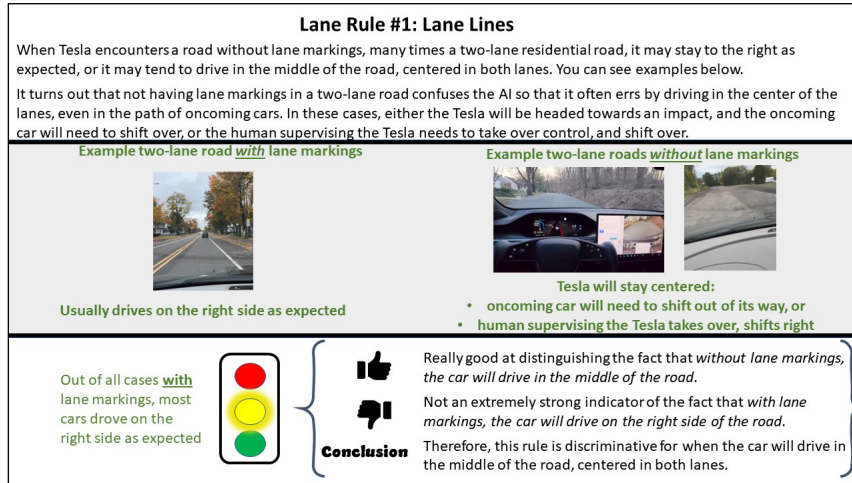 Lane Rule #1: Lane Lines
When Tesla encounters a road without lane markings, many times a two-lane residential road, it may stay to the right as
expected, or it may tend to drive in the middle of the road, centered in both lanes. You can see examples below.
It turns out that not having lane markings in a two-lane road confuses the AI so that it often errs by driving in the center of the
lanes, even in the path of oncoming cars. In these cases, either the Tesla will be headed towards an impact, and the oncoming
car will need to shift over, or the human supervising the Tesla needs to take over control, and shift over.
Example two-lane road with lane markings
Usually drives on the right side as expected
Example two-lane roads without lane markings
Tesla will stay centered:
• oncoming car will need to shift out of its way, or
• human supervising the Tesla takes over, shifts right
Out of all cases with
lane markings, most
cars drove on the
right side as expected
Really good at distinguishing the fact that without lane markings,
the car will drive in the middle of the road.
Not an extremely strong indicator of the fact that with lane
markings, the car will drive on the right side of the road.
Conclusion
Therefore, this rule is discriminative for when the car will drive in
the middle of the road, centered in both lanes.